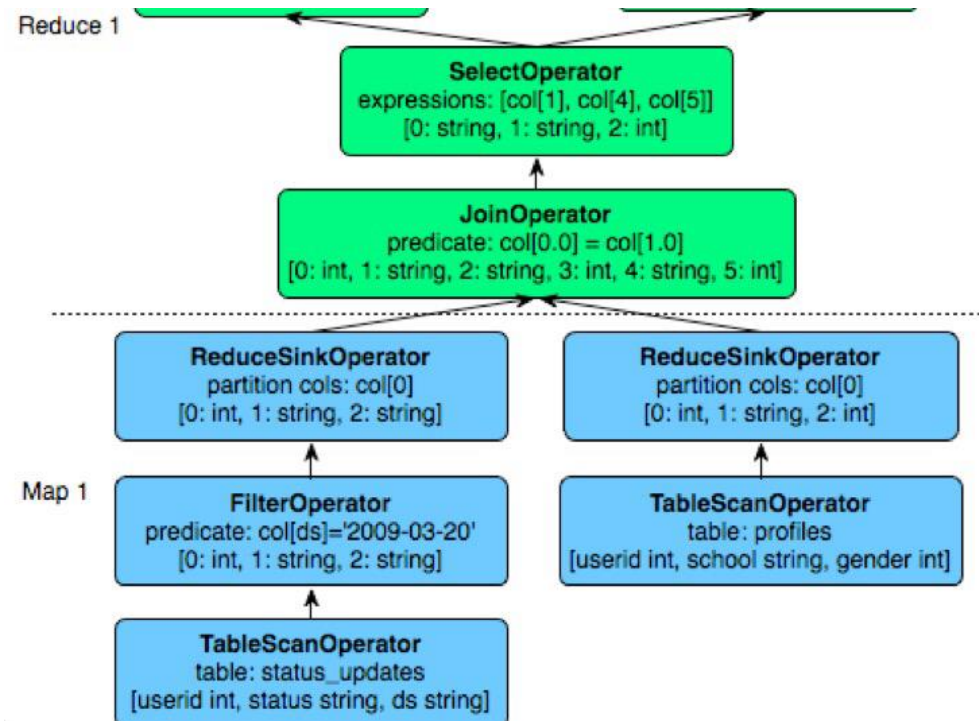 Reduce 1
SelectOperator
expressions: [col[1], col[4], col[5]]
[0: string, 1: string, 2: int]
JoinOperator
predicate: col[0.0] = col[1.0]
[0: int, 1: string, 2: string, 3: int, 4: string, 5: int]
ReduceSinkOperator
partition cols: col[0]
[0: int, 1: string, 2: string]
ReduceSinkOperator
partition cols: col[0]
[0: int, 1: string, 2: int]
Map 1
FilterOperator
predicate: col[ds]='2009-03-20'
[0: int, 1: string, 2: string]
TableScanOperator
table: profiles
[userid int, school string, gender int]
TableScanOperator
table: status_updates
[userid int, status string, ds string]